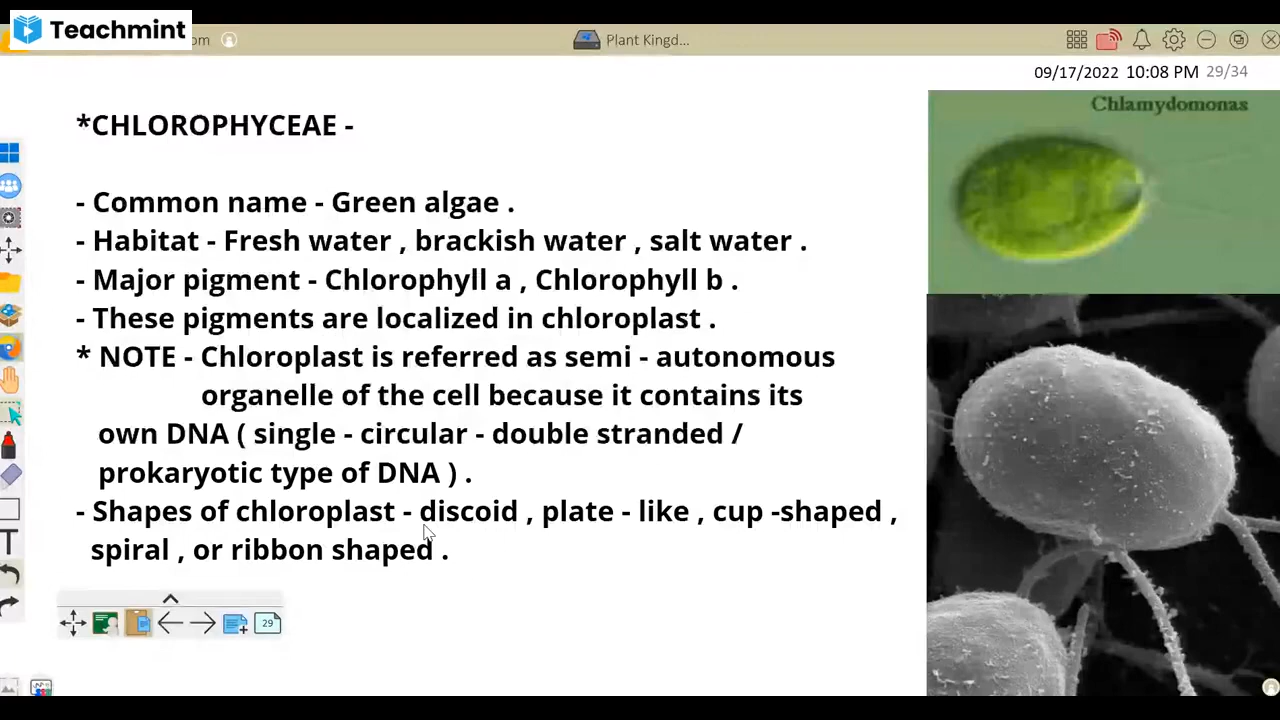 Teachmint
om
Plant Kingd...
09/17/2022 10:08 PM 29/34
*CHLOROPHYCEAE -
Chlamydomonas
- Common name - Green algae .
- Habitat - Fresh water , brackish water , salt water .
- Major pigment - Chlorophyll a , Chlorophyll b .
- These pigments are localized in chloroplast .
* NOTE - Chloroplast is referred as semi - autonomous
organelle of the cell because it contains its
own DNA ( single - circular - double stranded /
prokaryotic type of DNA ) .
- Shapes of chloroplast - discoid , plate - like , cup -shaped ,
spiral , or ribbon shaped .
29